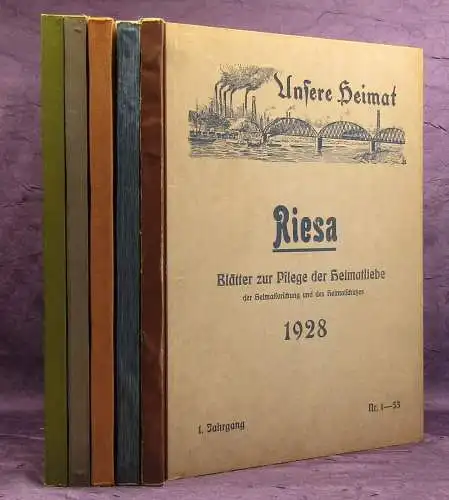 Unsere Heimat
Riesa
Blätter zur Pflege der Heimatliebe
der Heimatforschung und des Heimatschutzes
1928
1. Jahrgang
Nr. 1—53